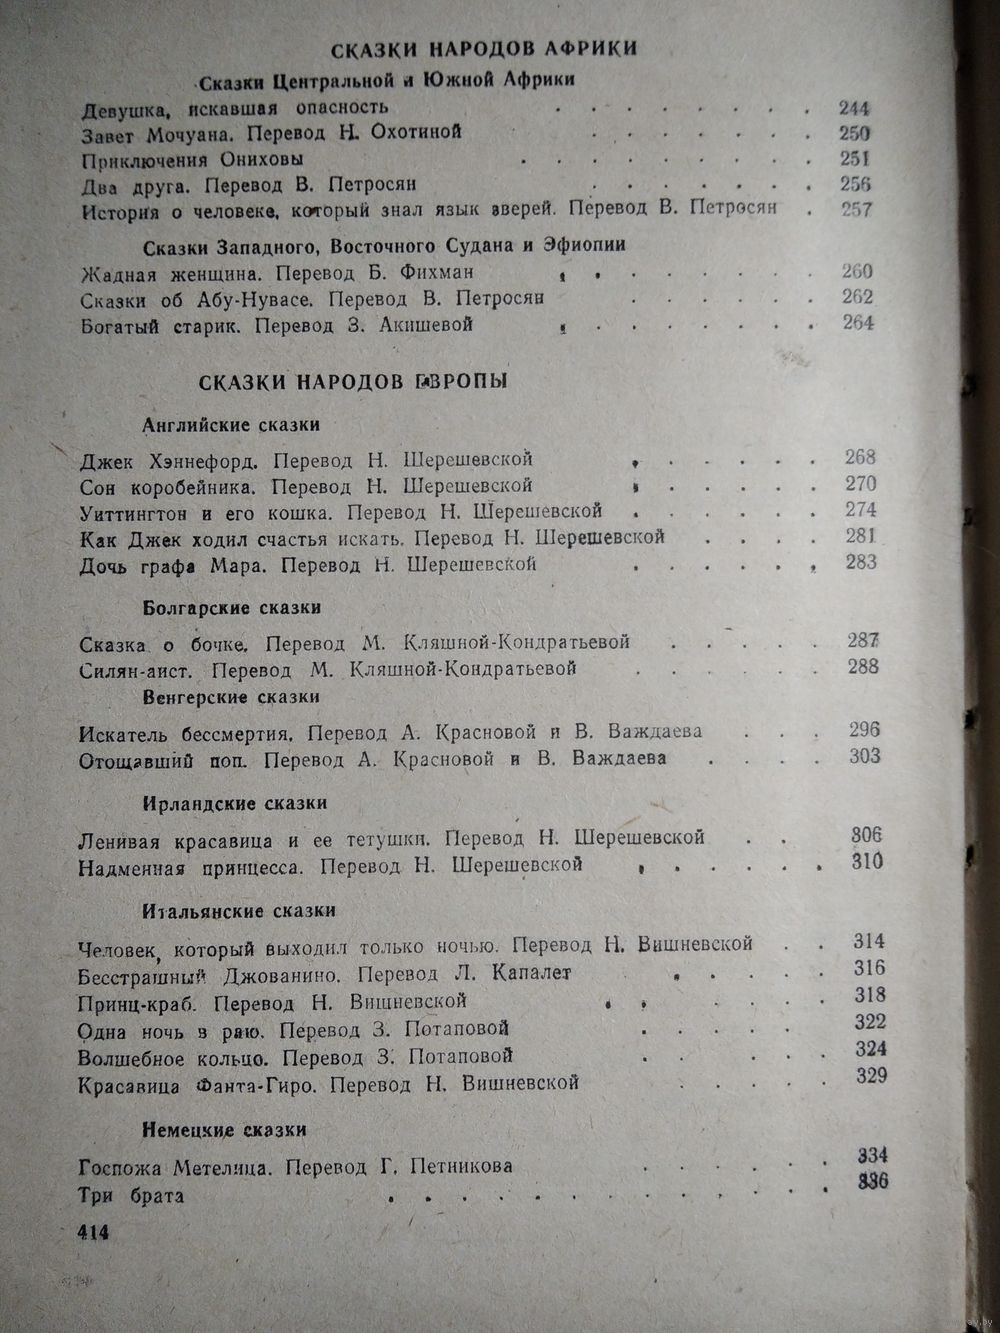 СКАЗКИ НАРОДОВ АФРИКИ
Сказки Центральной и Южной Африки
Девушка, искавшая опасность . . . . . . . . 244
Завет Мочуана. Перевод Н. Охотиной . . . . . . . 250
Приключения Ониховы . . . . . . . . . 251
Два друга. Перевод В. Петросян . . . . . . . 256
История о человеке, который знал язык зверей. Перевод В. Петросян . 257
Сказки Западного, Восточного Судана и Эфиопии
Жадная женщина. Перевод Б. Фихман . . . . . . . . 260
Сказки об Абу-Нувасе. Перевод В. Петросян . . . . . . 262
Богатый старик. Перевод З. Акишевой . . . . . . . . 264
СКАЗКИ НАРОДОВ ЕВРОПЫ
Английские сказки
Джек Хэннефорд. Перевод Н. Шерешевской . . . . . . 268
Сон коробейника. Перевод Н. Шерешевской . . . . . . 270
Уиттингтон и его кошка. Перевод Н. Шерешевской . . . . . . 274
Как Джек ходил счастья искать. Перевод Н. Шерешевской . . . . 281
Дочь графа Мара. Перевод Н. Шерешевской . . . . . . 283
Болгарские сказки
Сказка о бочке. Перевод М. Кляшной-Кондратьевой . . . . . 287
Силян-аист. Перевод М. Кляшной-Кондратьевой . . . . . . 288
Венгерские сказки
Искатель бессмертия. Перевод А. Красновой и В. Важдаева . . . 296
Отощавший поп. Перевод А. Красновой и В. Важдаева . . . . 303
Ирландские сказки
Ленивая красавица и ее тетушки. Перевод Н. Шерешевской . . 306
Надменная принцесса. Перевод Н. Шерешевской . . . . . . 310
Итальянские сказки
Человек, который выходил только ночью. Перевод Н. Вишневской . . 314
Бесстрашный Джованино. Перевод Л. Капалет . . . . . 316
Принц-краб. Перевод Н. Вишневской . . . . . . 318
Одна ночь в раю. Перевод З. Потаповой . . . . . . 322
Волшебное кольцо. Перевод З. Потаповой . . . . . 324
Красавица Фанта-Гиро. Перевод Н. Вишневской . . . . . 329
Немецкие сказки
Госпожа Метелица. Перевод Г. Петникова . . . . . . 334
Три брата . . . . . . . . . . . . . 336
414